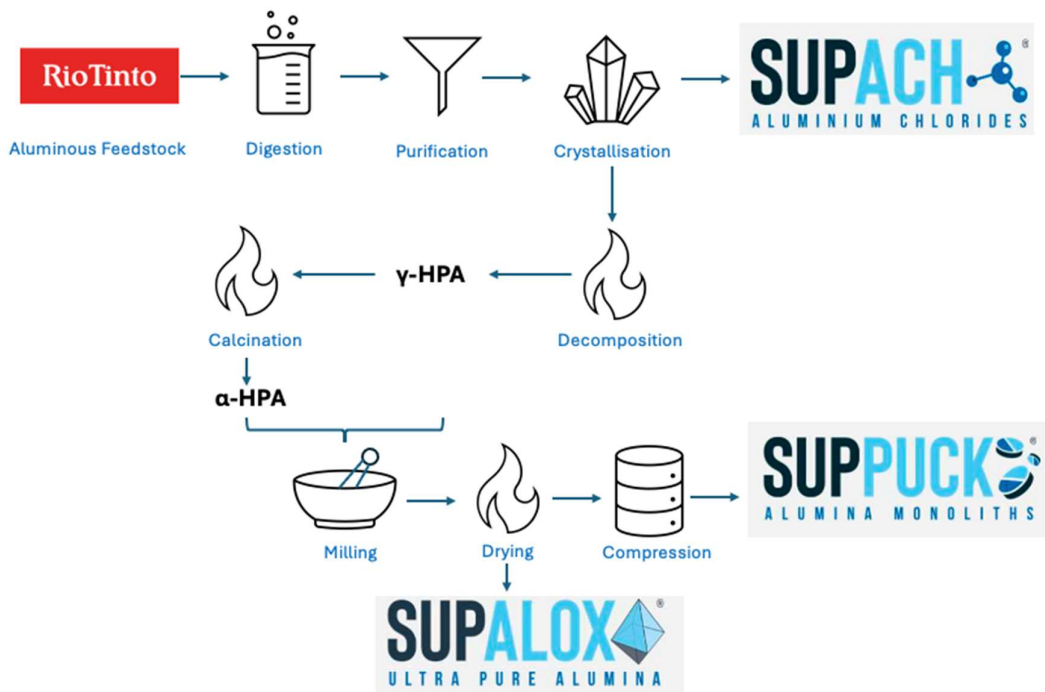 RioTinto
SUPACH®
ALUMINIUM CHLORIDES
Aluminous Feedstock
Digestion
Purification
Crystallisation
γ-HPA
Calcination
Decomposition
α-HPA
SUPPUCK®
ALUMINA MONOLITHS
Milling
Drying
Compression
SUPALOX®
ULTRA PURE ALUMINA